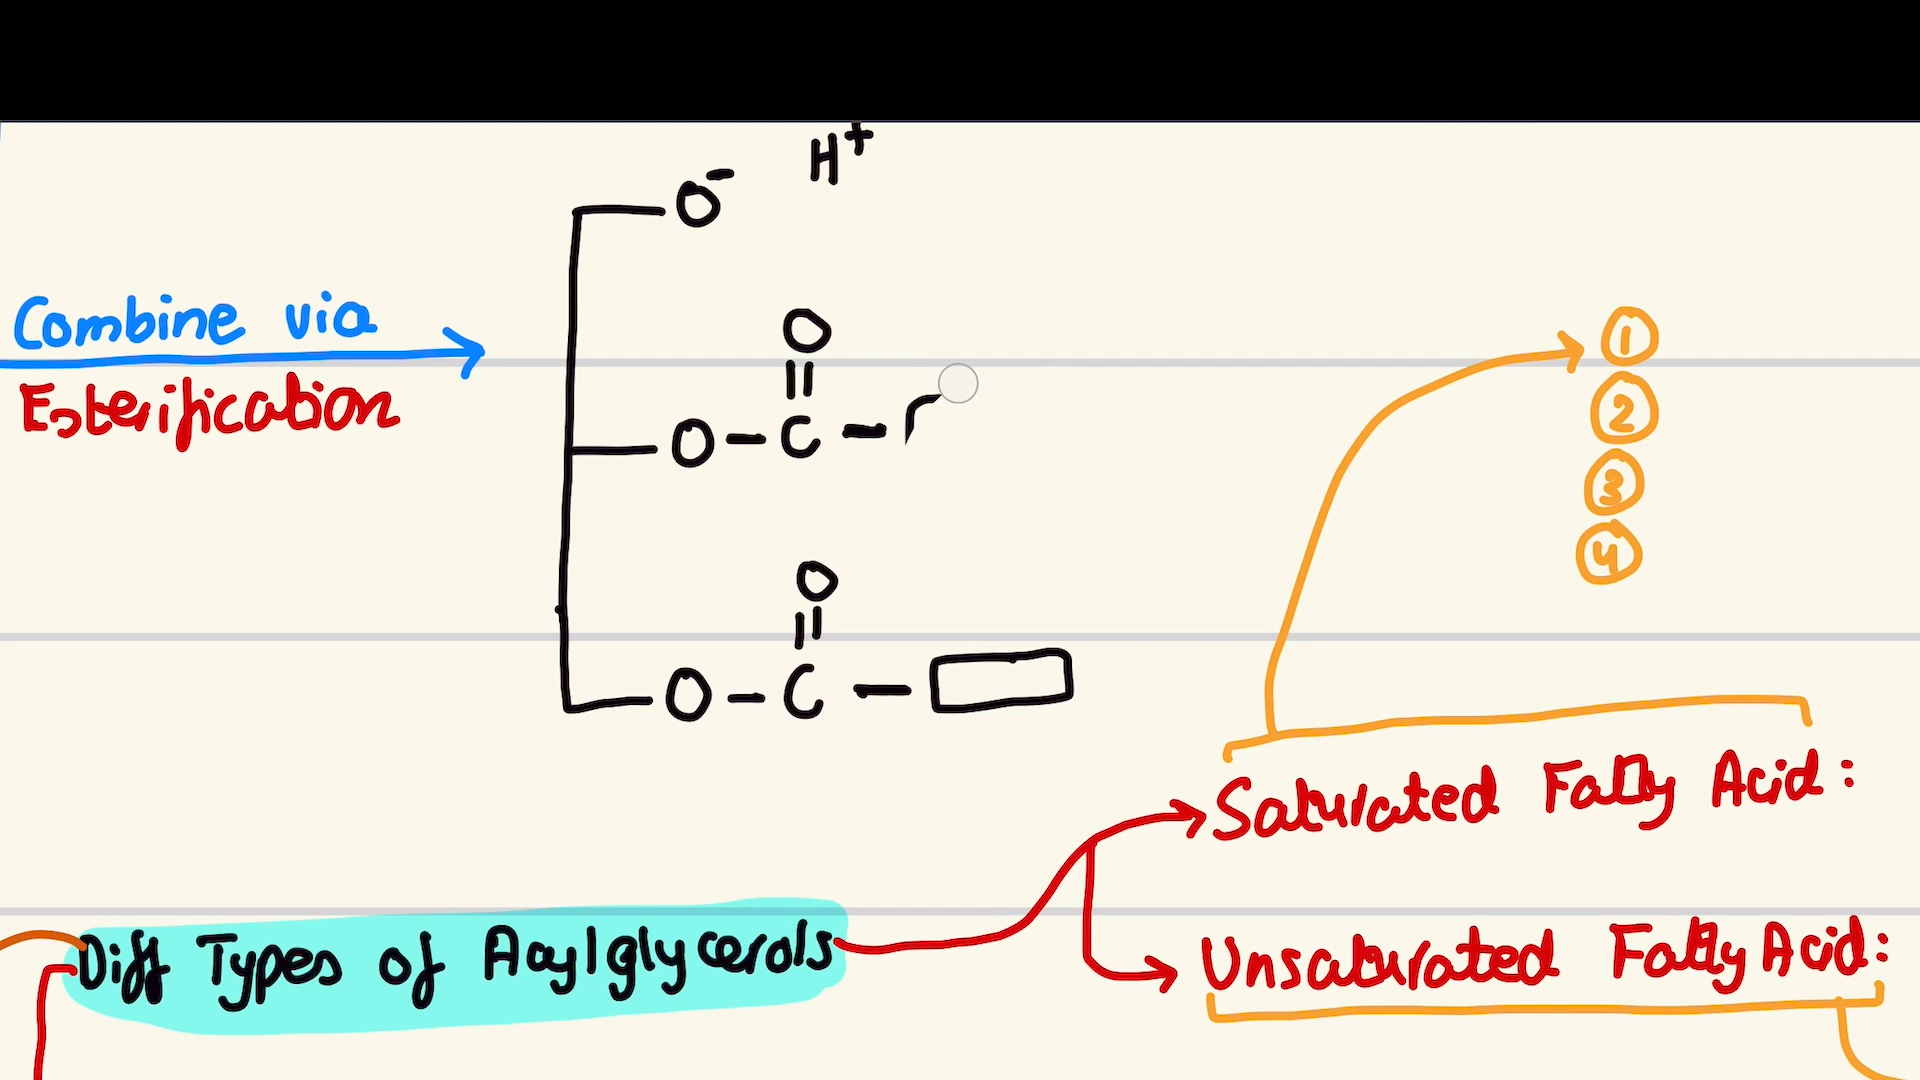 H⁺
O⁻
Combine via
Esterification
O
||
O - C -
O
||
O - C -
1
2
3
4
Saturated Fatty Acid:
Diff Types of Acylglycerols
Unsaturated Fatty Acid: